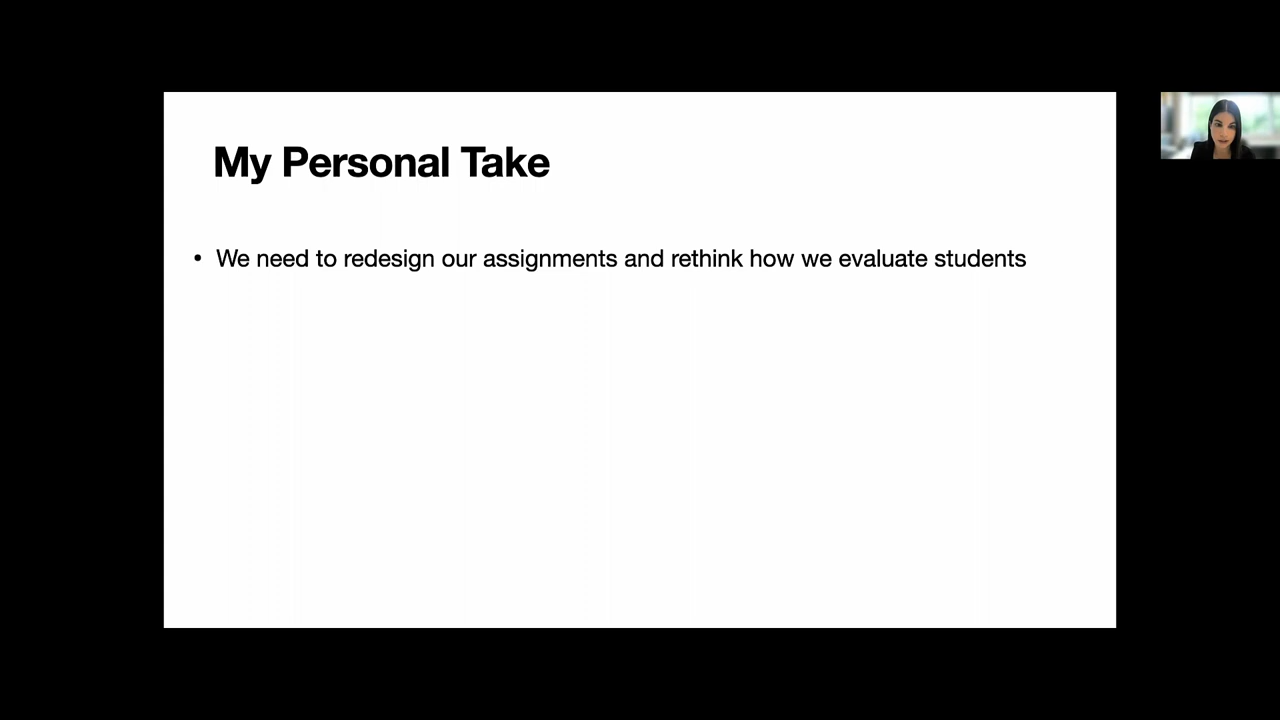 My Personal Take
• We need to redesign our assignments and rethink how we evaluate students